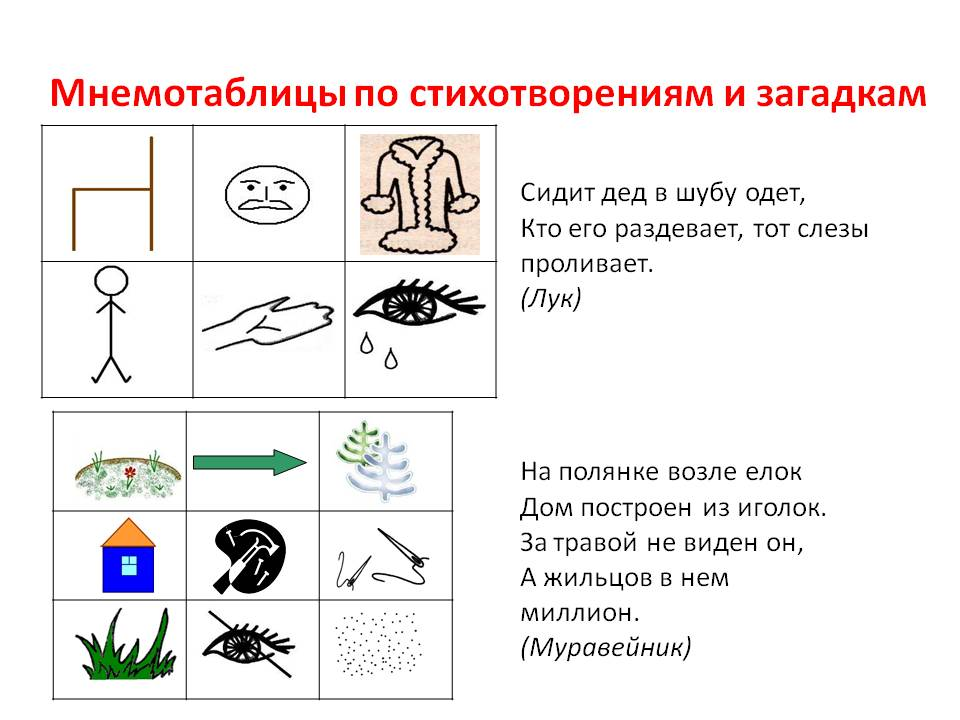 Мнемотаблицы по стихотворениям и загадкам
Сидит дед в шубу одет,
Кто его раздевает, тот слезы
проливает.
(Лук)
На полянке возле елок
Дом построен из иголок.
За травой не виден он,
А жильцов в нем
миллион.
(Муравейник)